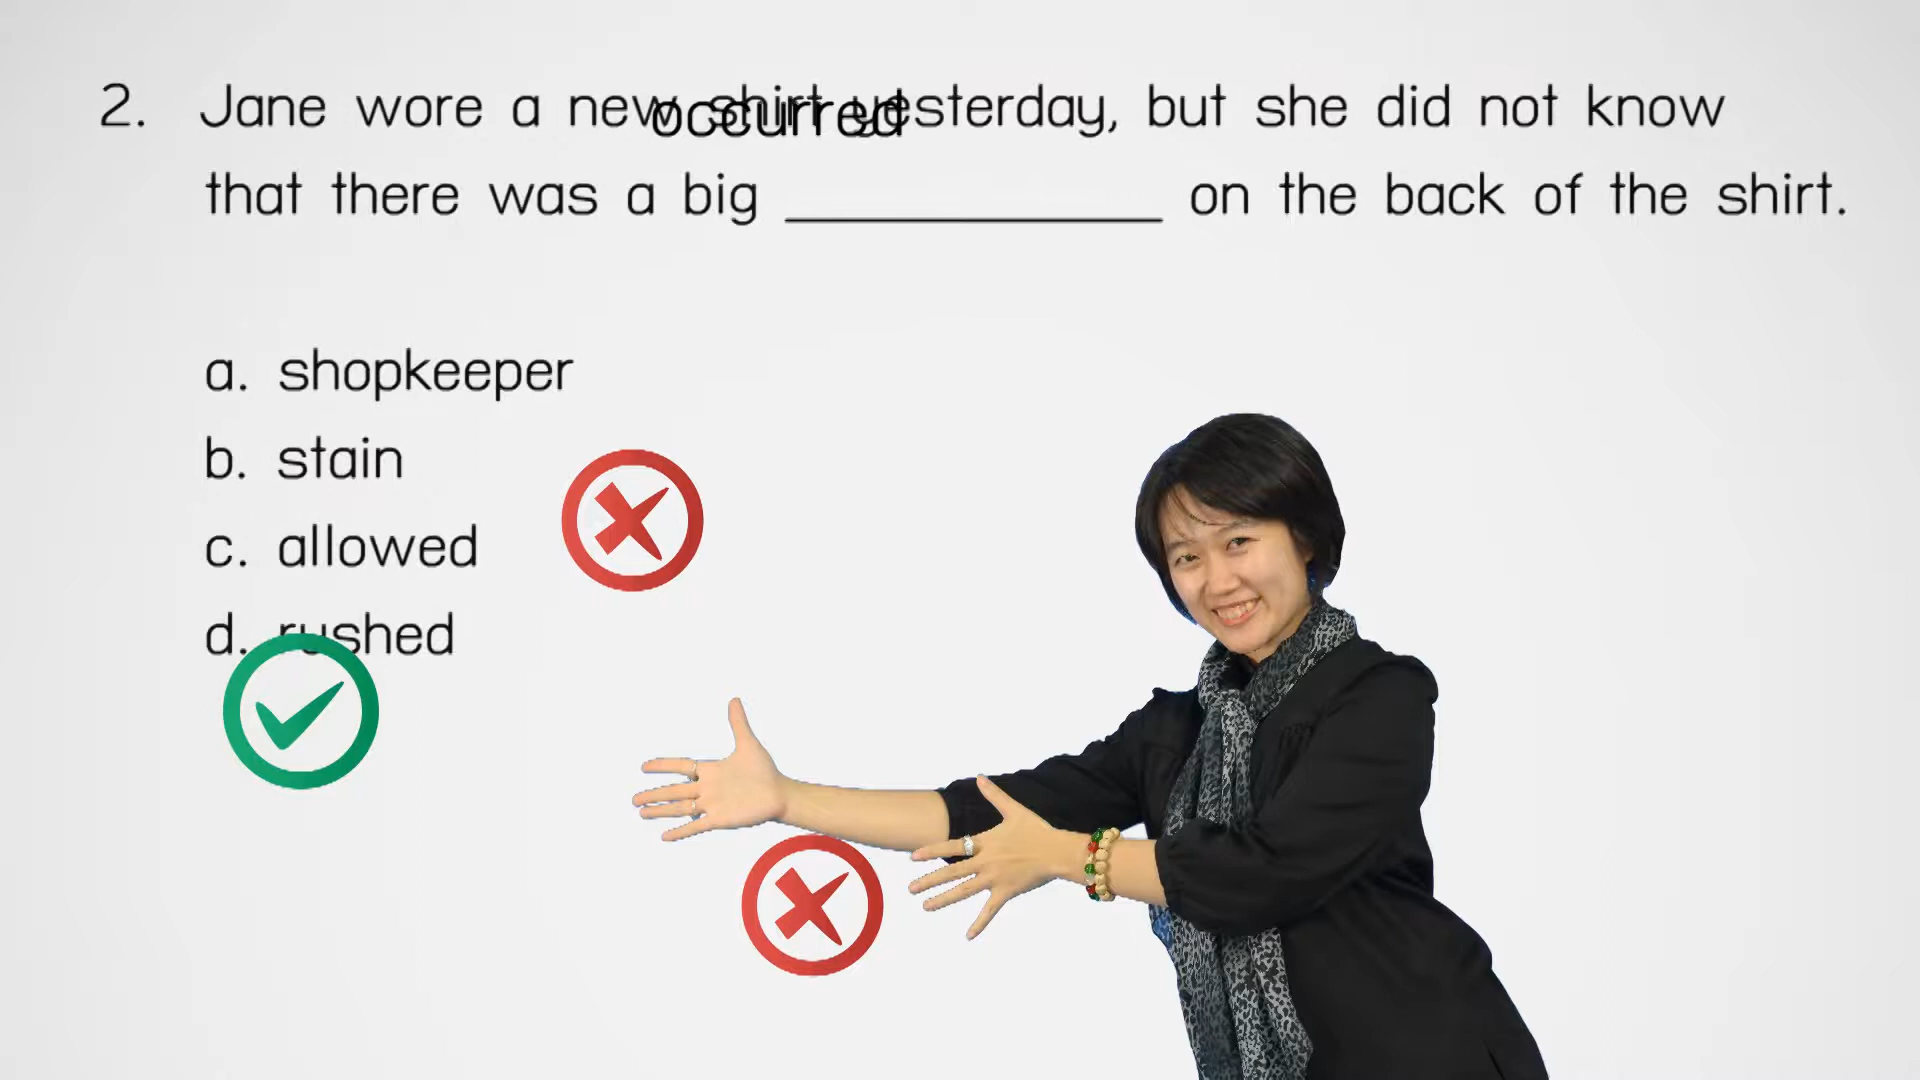 2. Jane wore a new shirt yesterday, but she did not know
occurred
that there was a big ____________ on the back of the shirt.
a. shopkeeper
b. stain
c. allowed
d. rushed